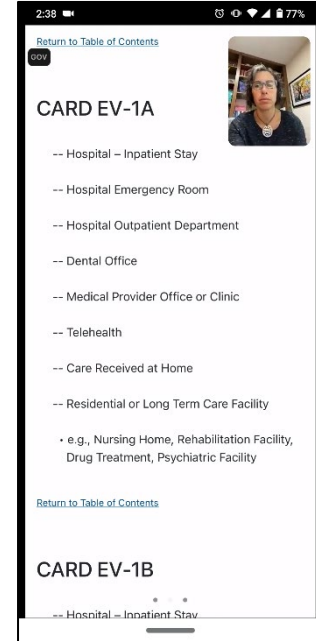 2:38
77%
Return to Table of Contents
GOV
CARD EV-1A
-- Hospital – Inpatient Stay
-- Hospital Emergency Room
-- Hospital Outpatient Department
-- Dental Office
-- Medical Provider Office or Clinic
-- Telehealth
-- Care Received at Home
-- Residential or Long Term Care Facility
• e.g., Nursing Home, Rehabilitation Facility,
Drug Treatment, Psychiatric Facility
Return to Table of Contents
CARD EV-1B
-- Hospital – Inpatient Stay